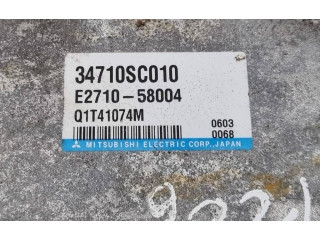 34710SC010
E2710-58004
Q1T41074M
0603
0068
MITSUBISHI ELECTRIC CORP., JAPAN